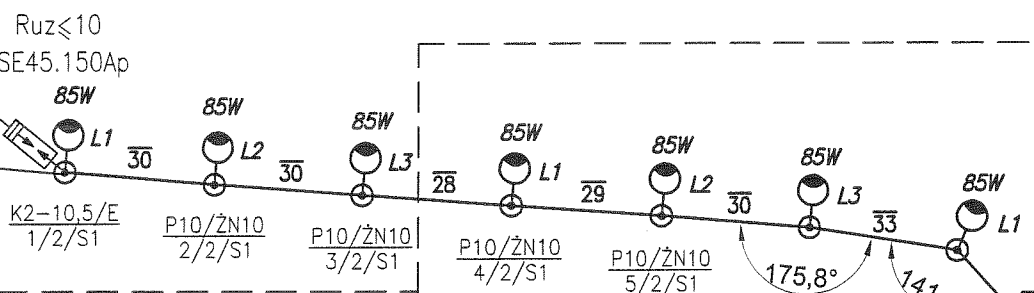 Ruz≤10
SE45.150Ap
85W
L1
30
85W
L2
30
85W
L3
28
85W
L1
29
85W
L2
30
85W
L3
33
85W
L1
K2-10,5/E
1/2/S1
P10/ŻN10
2/2/S1
P10/ŻN10
3/2/S1
P10/ŻN10
4/2/S1
P10/ŻN10
5/2/S1
175,8°
141